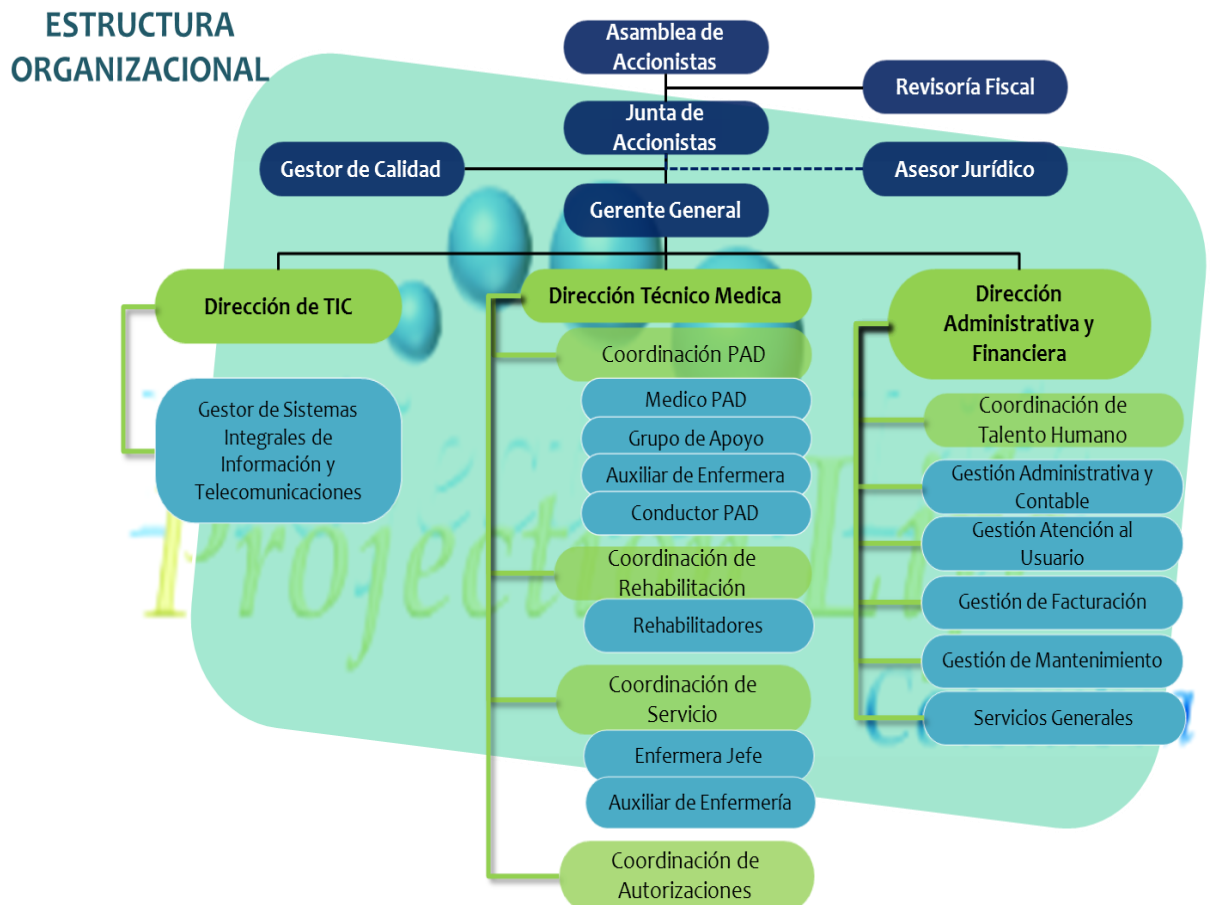 ESTRUCTURA
ORGANIZACIONAL
Asamblea de
Accionistas
Revisoría Fiscal
Junta de
Accionistas
Gestor de Calidad
Asesor Jurídico
Gerente General
Dirección de TIC
Gestor de Sistemas
Integrales de
Información y
Telecomunicaciones
Dirección Técnico Medica
Coordinación PAD
Medico PAD
Grupo de Apoyo
Auxiliar de Enfermera
Conductor PAD
Coordinación de
Rehabilitación
Rehabilitadores
Coordinación de
Servicio
Enfermera Jefe
Auxiliar de Enfermería
Coordinación de
Autorizaciones
Dirección
Administrativa y
Financiera
Coordinación de
Talento Humano
Gestión Administrativa y
Contable
Gestión Atención al
Usuario
Gestión de Facturación
Gestión de Mantenimiento
Servicios Generales